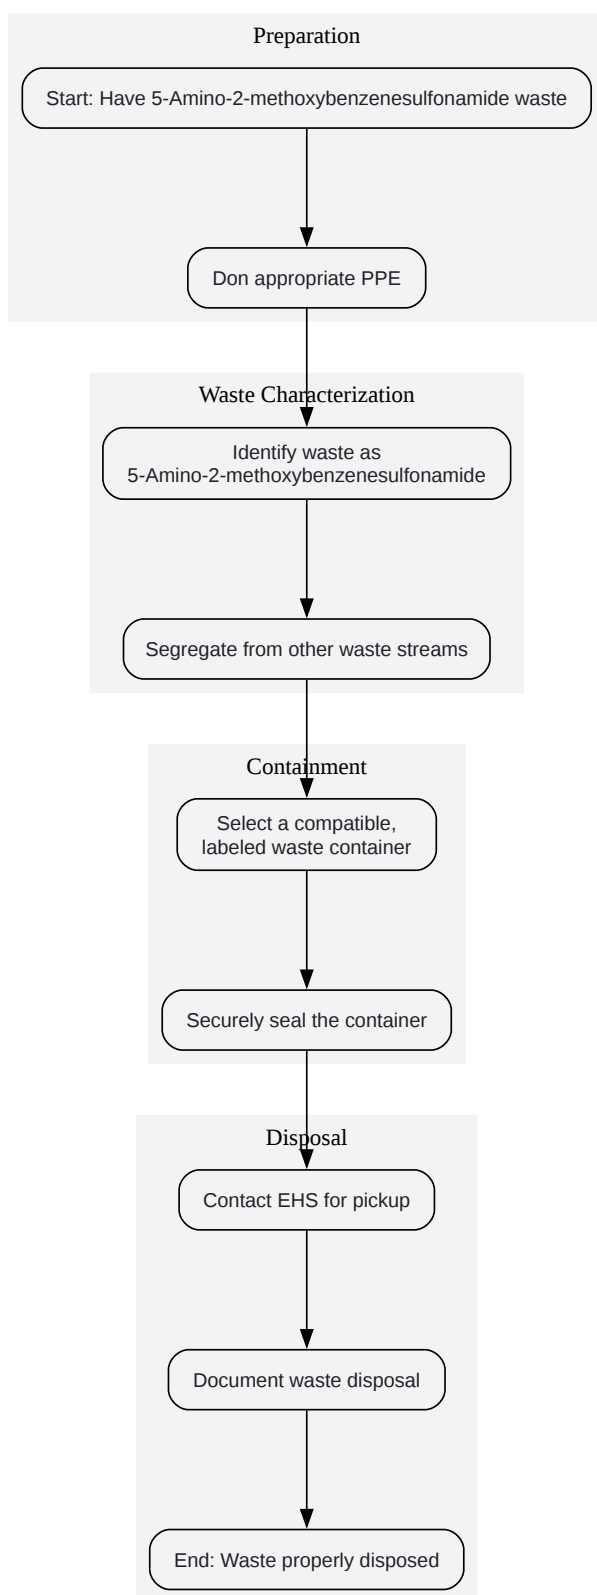 Preparation
Start: Have 5-Amino-2-methoxybenzenesulfonamide waste
Don appropriate PPE
Waste Characterization
Identify waste as
5-Amino-2-methoxybenzenesulfonamide
Segregate from other waste streams
Containment
Select a compatible,
labeled waste container
Securely seal the container
Disposal
Contact EHS for pickup
Document waste disposal
End: Waste properly disposed